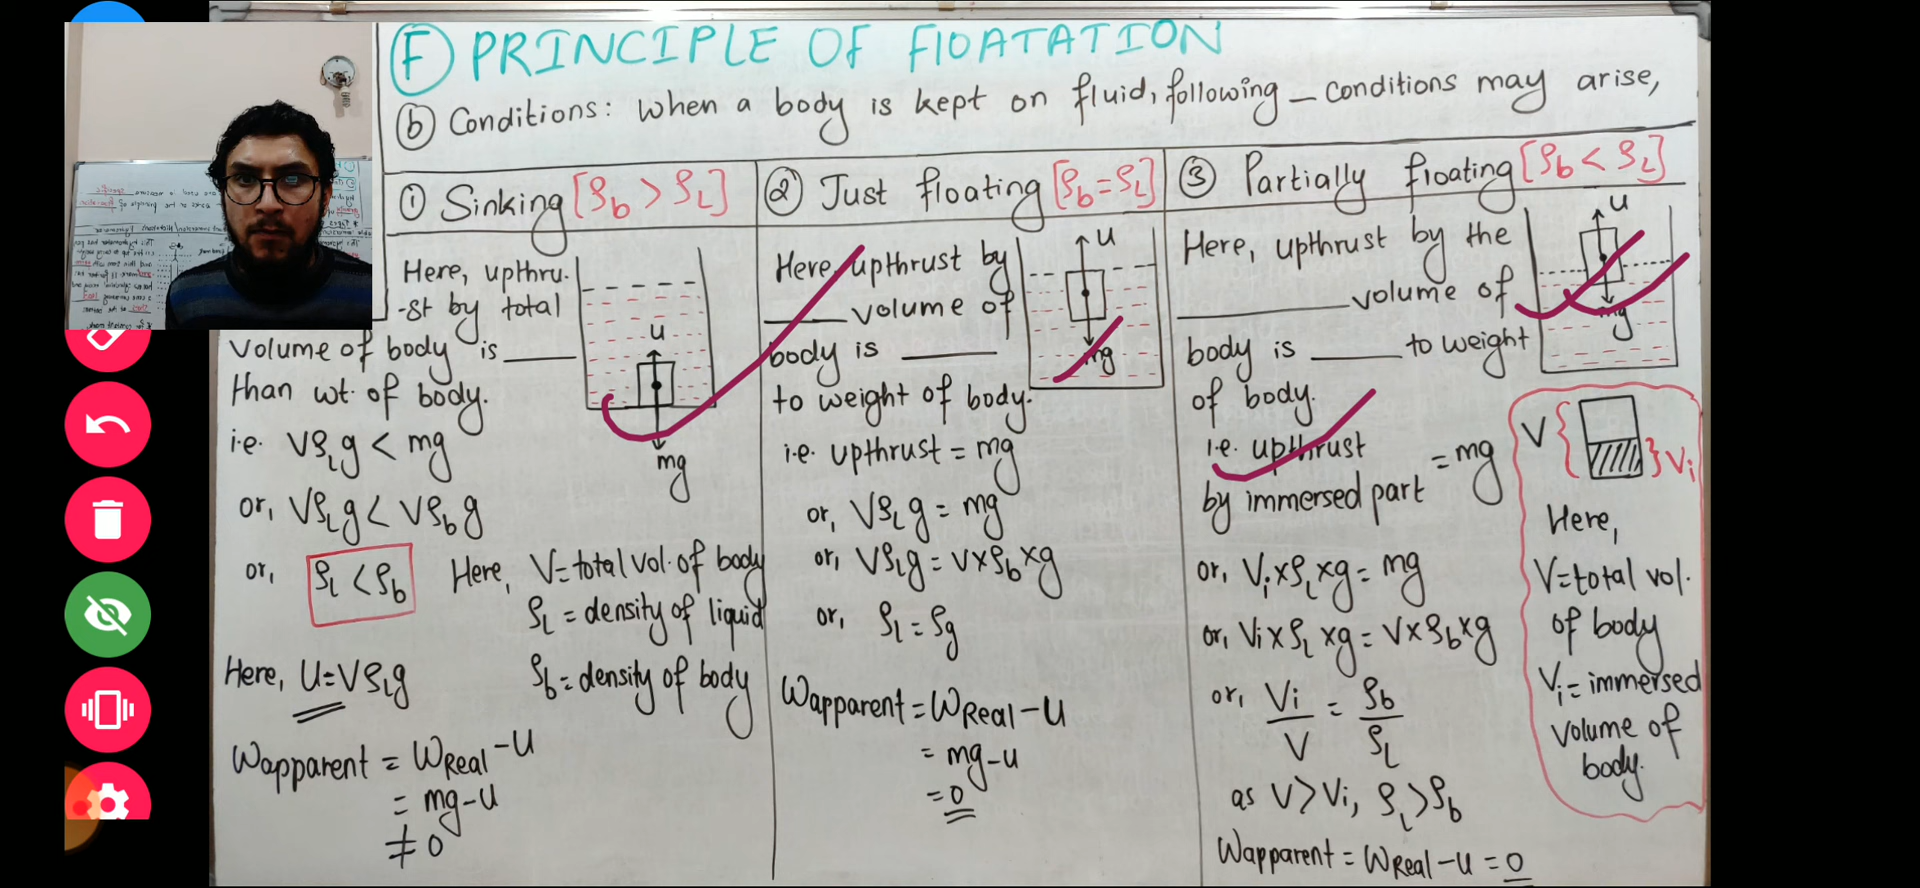 Ⓕ PRINCIPLE OF FlOATATION
ⓑ Conditions: When a body is kept on fluid, following - conditions may arise,
① Sinking [ρb > ρL]
Here, upthru-
-st by total
volume of body is ____
than wt. of body.
i.e. VρLg < mg
or, VρLg < Vρbg
or, ρL < ρb
Here, V = total vol. of body
ρL = density of liquid
ρb = density of body
Here, U = VρLg
Wapparent = WReal - U
= mg - U
≠ 0
U
mg
② Just floating [ρb = ρL]
Here, upthrust by
____ volume of
body is ____
to weight of body.
i.e. upthrust = mg
or, VρLg = mg
or, VρLg = V×ρb×g
or, ρL = ρg
Wapparent = WReal - U
= mg - U
= 0
U
mg
③ Partially floating [ρb < ρL]
Here, upthrust by the
____ volume of
body is ____ to weight
of body.
i.e. upthrust
by immersed part = mg
or, Vi×ρL×g = mg
or, Vi×ρL×g = V×ρb×g
or, Vi/V = ρb/ρL
as V > Vi, ρL > ρb
Wapparent = WReal - U = 0
U
mg
V { } Vi
Here,
V = total vol.
of body
Vi = immersed
volume of
body.